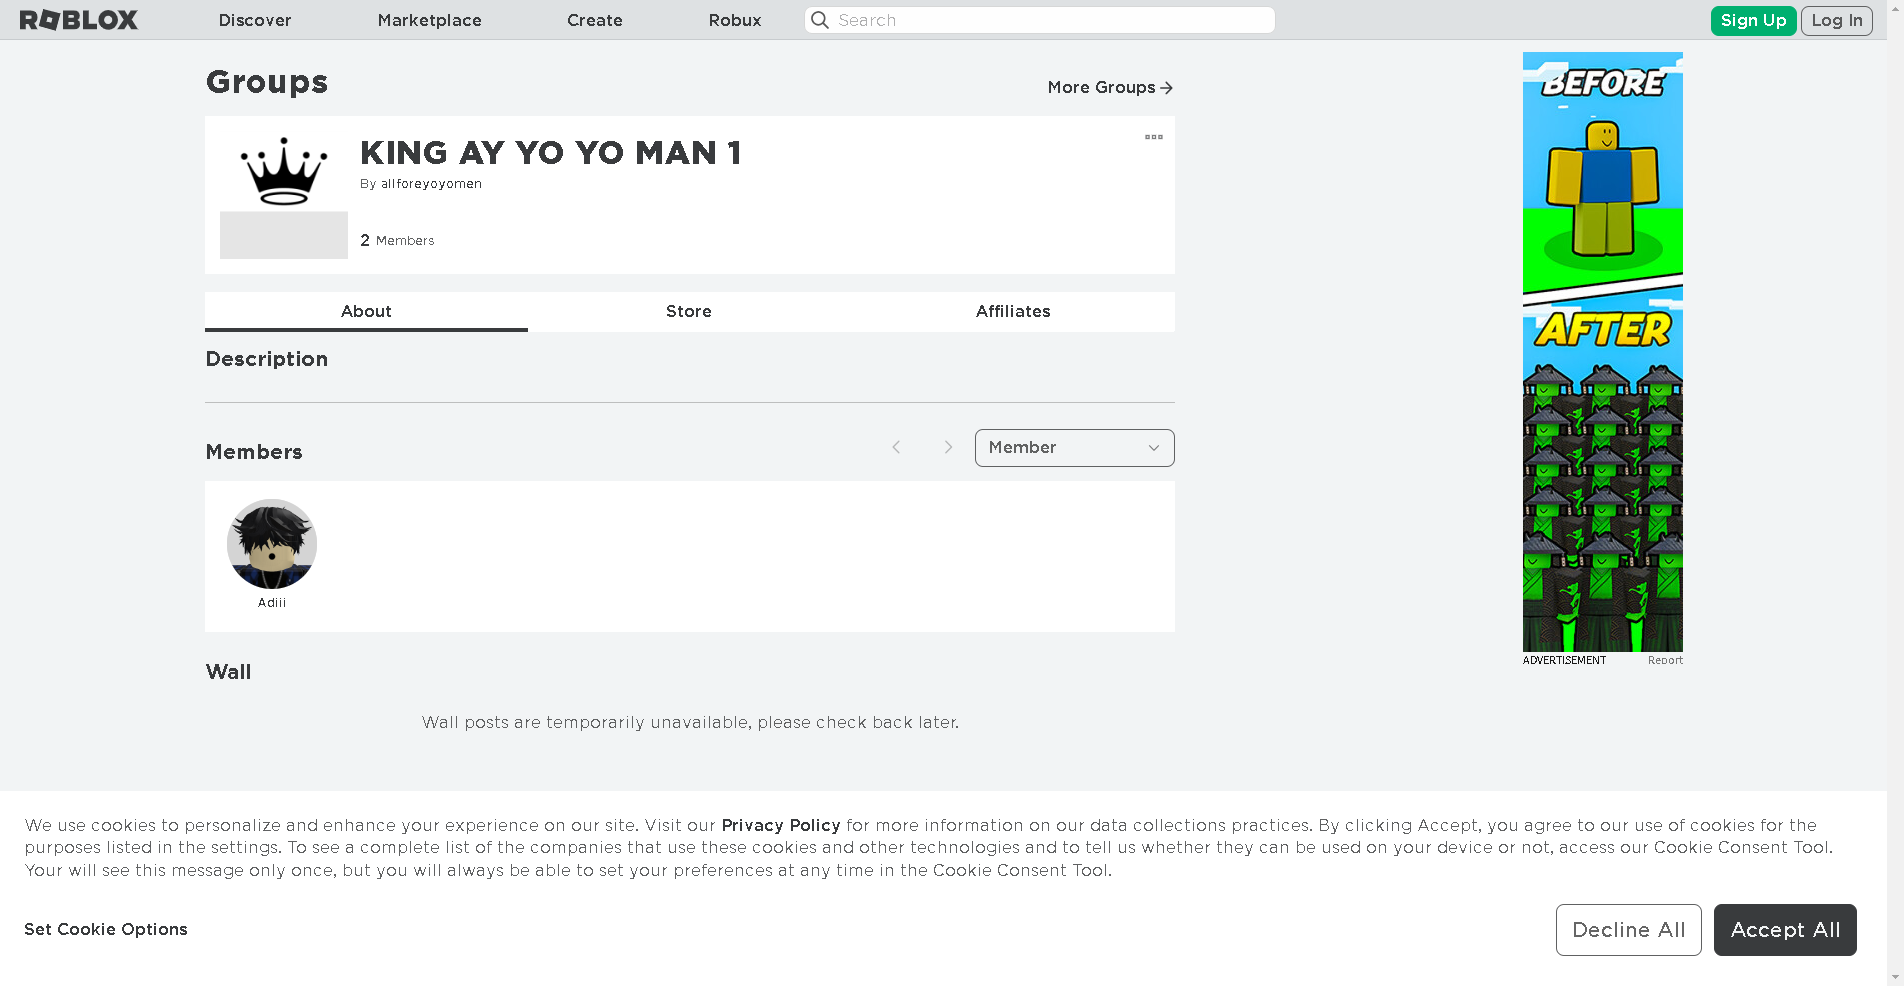 ROBLOX
Discover
Marketplace
Create
Robux
Search
Sign Up
Log In
Groups
More Groups
KING AY YO YO MAN 1
By allforeyoyomen
2 Members
About
Store
Affiliates
Description
Members
Member
Adiii
Wall
Wall posts are temporarily unavailable, please check back later.
BEFORE
AFTER
ADVERTISEMENT
Report
We use cookies to personalize and enhance your experience on our site. Visit our Privacy Policy for more information on our data collections practices. By clicking Accept, you agree to our use of cookies for the
purposes listed in the settings. To see a complete list of the companies that use these cookies and other technologies and to tell us whether they can be used on your device or not, access our Cookie Consent Tool.
Your will see this message only once, but you will always be able to set your preferences at any time in the Cookie Consent Tool.
Set Cookie Options
Decline All
Accept All